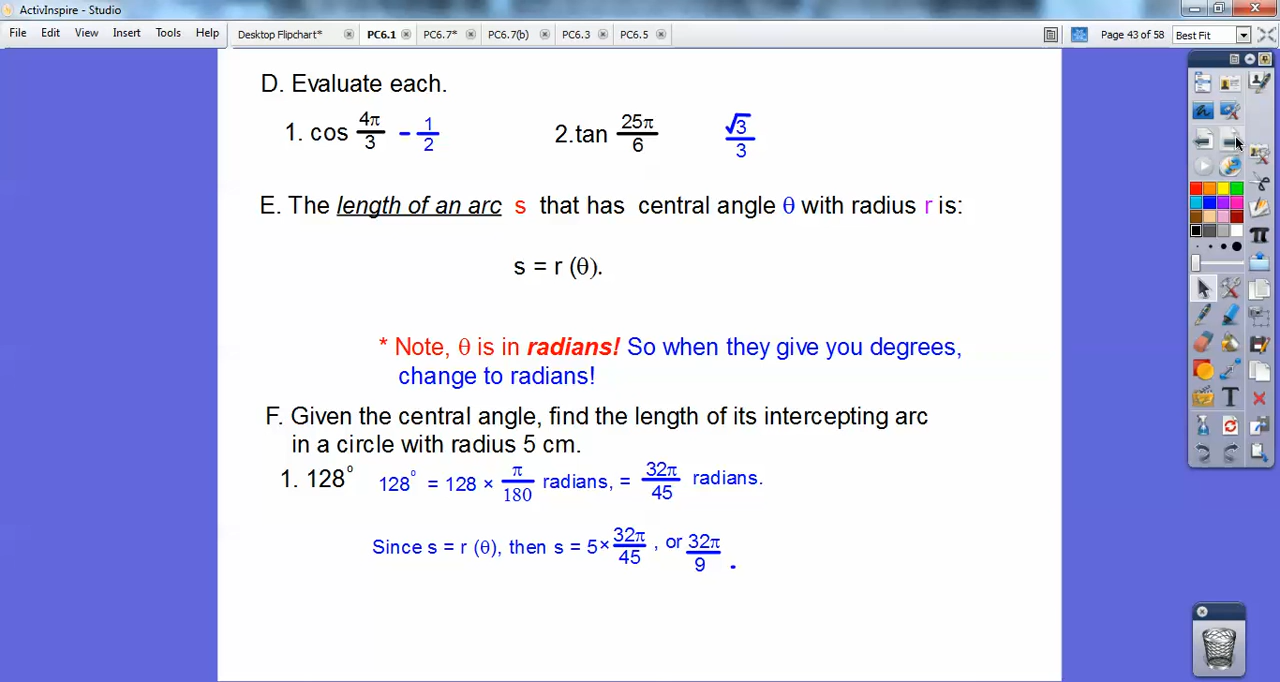 ActivInspire - Studio
File Edit View Insert Tools Help Desktop Flipchart* PC6.1 PC6.7* PC6.7(b) PC6.3 PC6.5 Page 43 of 58 Best Fit
D. Evaluate each.
1. cos 4π/3 - 1/2 2.tan 25π/6 √3/3
E. The length of an arc s that has central angle θ with radius r is:
s = r (θ).
* Note, θ is in radians! So when they give you degrees,
change to radians!
F. Given the central angle, find the length of its intercepting arc
in a circle with radius 5 cm.
1. 128° 128° = 128 × π/180 radians, = 32π/45 radians.
Since s = r (θ), then s = 5× 32π/45 , or 32π/9 .